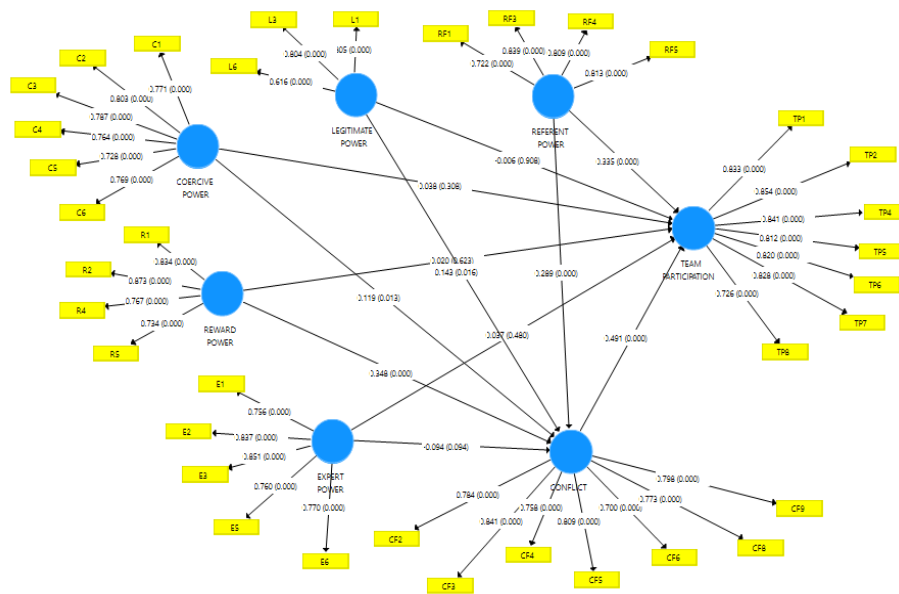 L3
L1
RF3
RF4
C1
RF1
C2
RF5
L6
C3
C4
C5
C6
0.804 (0.000)
0.616 (0.000)
0.722 (0.000)
0.839 (0.000)
0.809 (0.000)
0.813 (0.000)
0.771 (0.000)
0.803 (0.000)
0.787 (0.000)
0.764 (0.000)
0.728 (0.000)
0.769 (0.000)
LEGITIMATE
POWER
REFERENT
POWER
COERCIVE
POWER
TP1
TP2
TP4
TP5
TP6
TP7
TP8
0.833 (0.000)
0.854 (0.000)
0.841 (0.000)
0.812 (0.000)
0.820 (0.000)
0.828 (0.000)
0.726 (0.000)
TEAM
PARTICIPATION
-0.006 (0.908)
0.335 (0.000)
0.038 (0.308)
R1
R2
R4
R5
0.834 (0.000)
0.873 (0.000)
0.767 (0.000)
0.734 (0.000)
REWARD
POWER
0.020 (0.623)
0.143 (0.016)
0.289 (0.000)
0.119 (0.013)
0.037 (0.480)
0.491 (0.000)
0.348 (0.000)
E1
E2
E3
E5
E6
0.756 (0.000)
0.837 (0.000)
0.851 (0.000)
0.760 (0.000)
0.770 (0.000)
EXPERT
POWER
-0.094 (0.094)
CONFLICT
0.784 (0.000)
0.841 (0.000)
0.758 (0.000)
0.809 (0.000)
0.700 (0.000)
0.773 (0.000)
0.798 (0.000)
CF2
CF3
CF4
CF5
CF6
CF8
CF9